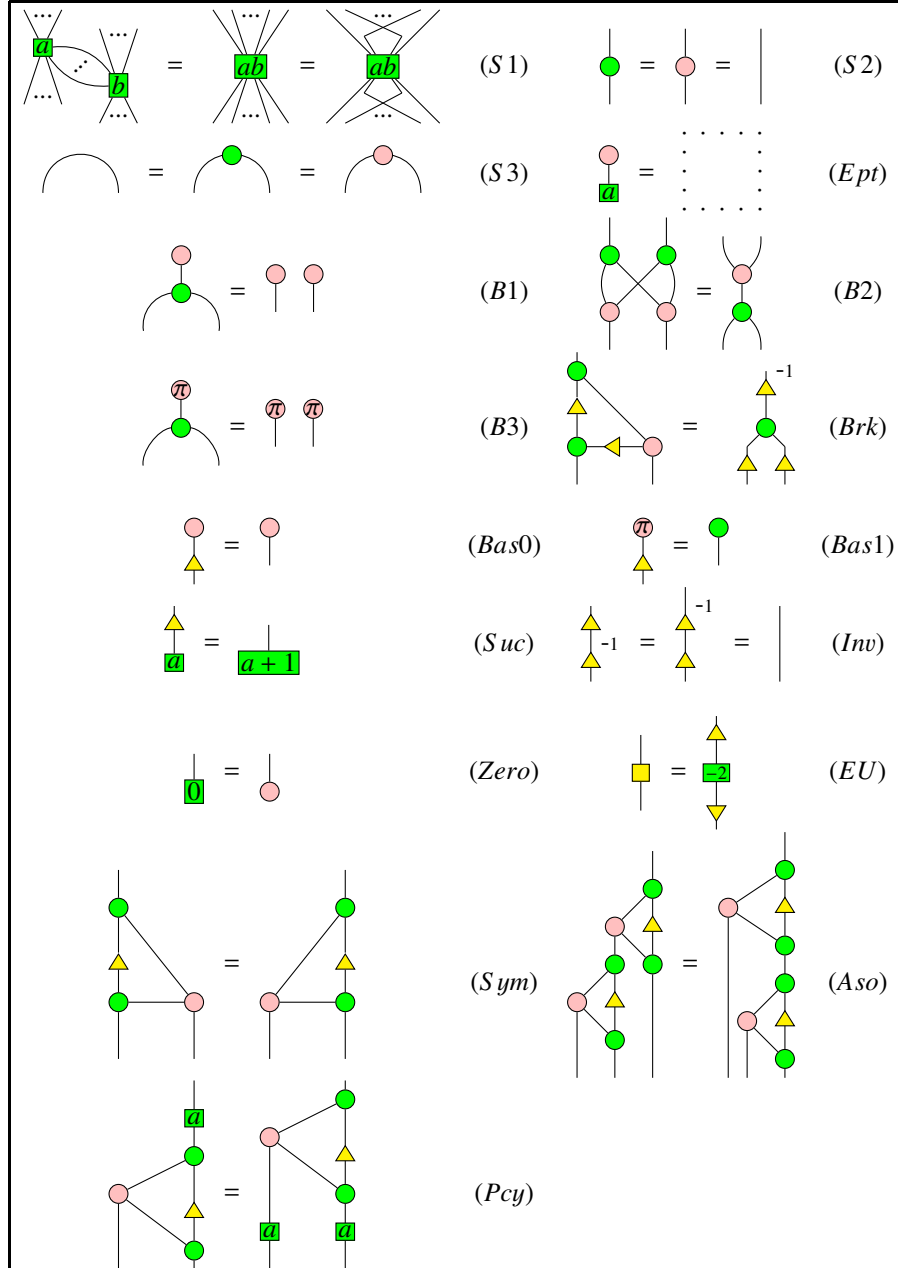 ... ... ...
a ... ... b ... ... = ab ... = ab ... (S1)
= = (S2)
= = (S3)
a = (Ept)
= (B1)
= (B2)
π = π π (B3)
= -1 (Brk)
= (Bas0)
π = (Bas1)
a = a + 1 (Suc)
-1 = -1 = (Inv)
0 = (Zero)
= -2 (EU)
= (Sym)
= (Aso)
a = a a (Pcy)